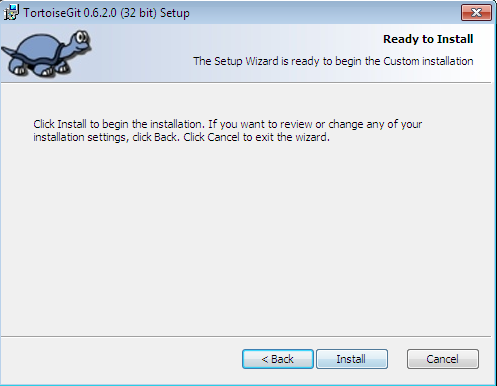 TortoiseGit 0.6.2.0 (32 bit) Setup
Ready to Install
The Setup Wizard is ready to begin the Custom installation
Click Install to begin the installation. If you want to review or change any of your
installation settings, click Back. Click Cancel to exit the wizard.
< Back
Install
Cancel